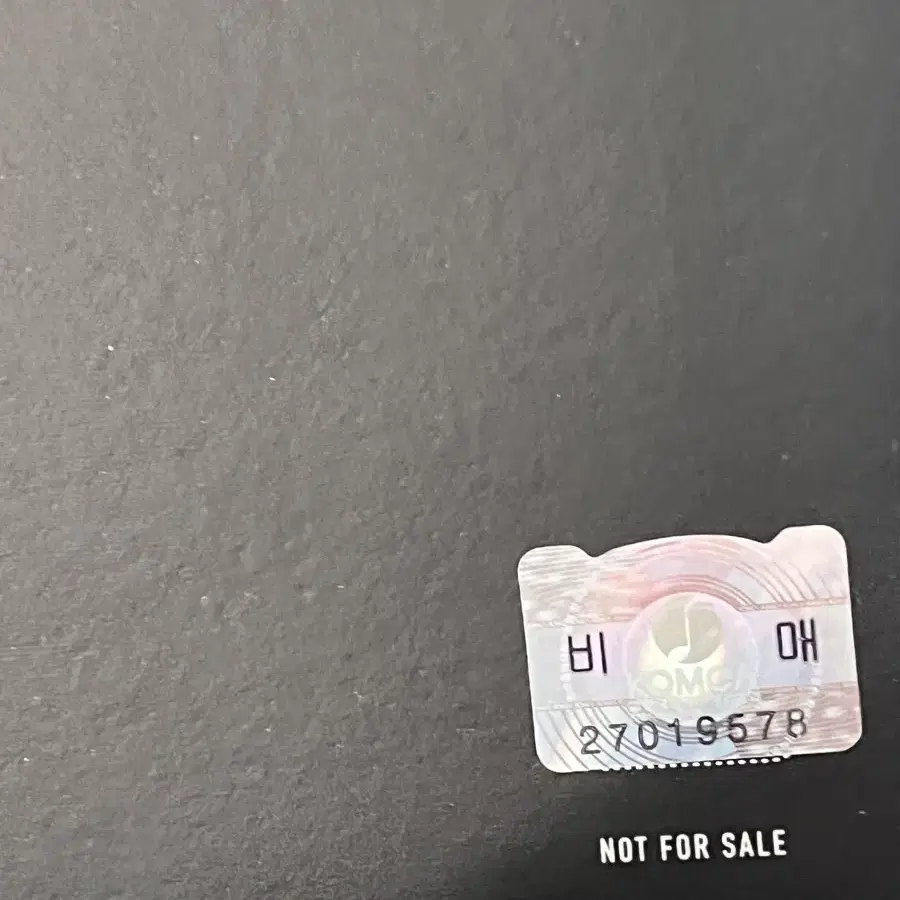 비 매
KOMCA
27019578
NOT FOR SALE